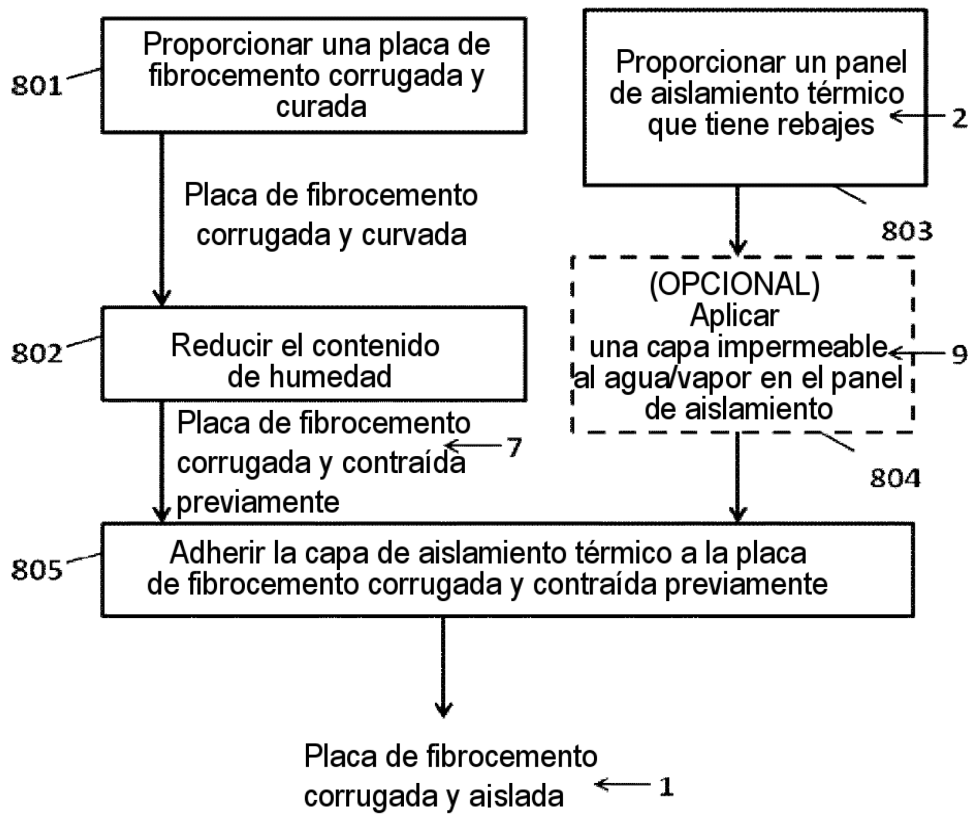 801
Proporcionar una placa de
fibrocemento corrugada y
curada
Proporcionar un panel
de aislamiento térmico
que tiene rebajes
2
803
Placa de fibrocemento
corrugada y curvada
(OPCIONAL)
Aplicar
una capa impermeable
al agua/vapor en el panel
de aislamiento
9
804
802
Reducir el contenido
de humedad
Placa de fibrocemento
corrugada y contraída
previamente
7
805
Adherir la capa de aislamiento térmico a la placa
de fibrocemento corrugada y contraída previamente
Placa de fibrocemento
corrugada y aislada
1